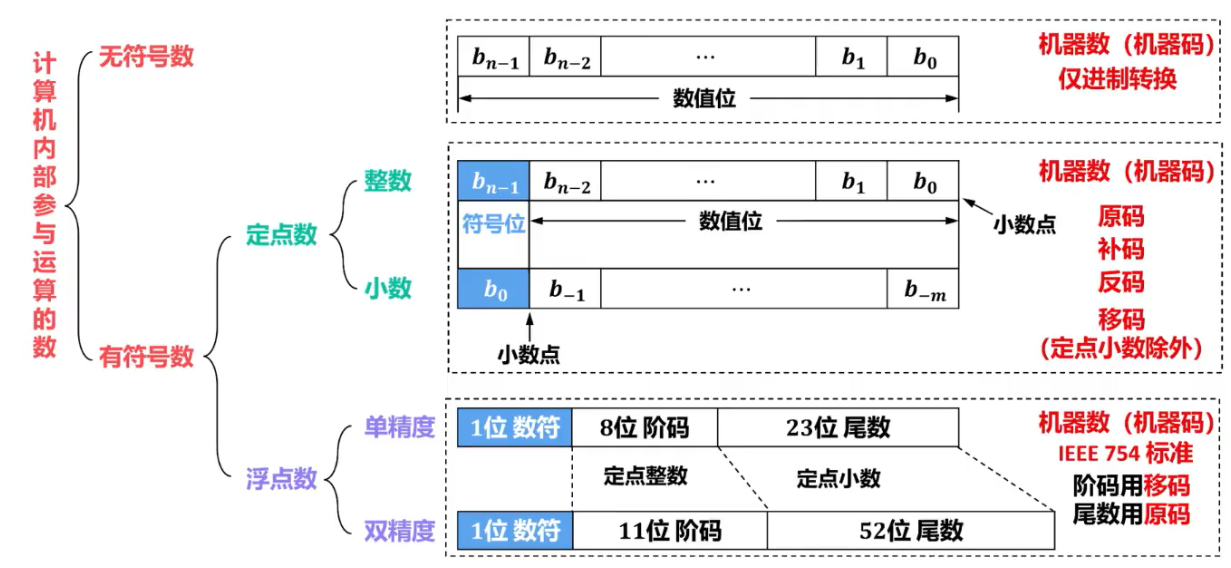 计算机内部参与运算的数
无符号数
b_{n-1} b_{n-2} ... b_1 b_0
数值位
机器数（机器码）
仅进制转换
有符号数
定点数
整数
b_{n-1} b_{n-2} ... b_1 b_0
符号位
数值位
小数点
小数
b_0 b_{-1} ... b_{-m}
小数点
机器数（机器码）
原码
补码
反码
移码
（定点小数除外）
浮点数
单精度
1位 数符 8位 阶码 23位 尾数
定点整数 定点小数
双精度
1位 数符 11位 阶码 52位 尾数
机器数（机器码）
IEEE 754 标准
阶码用移码
尾数用原码